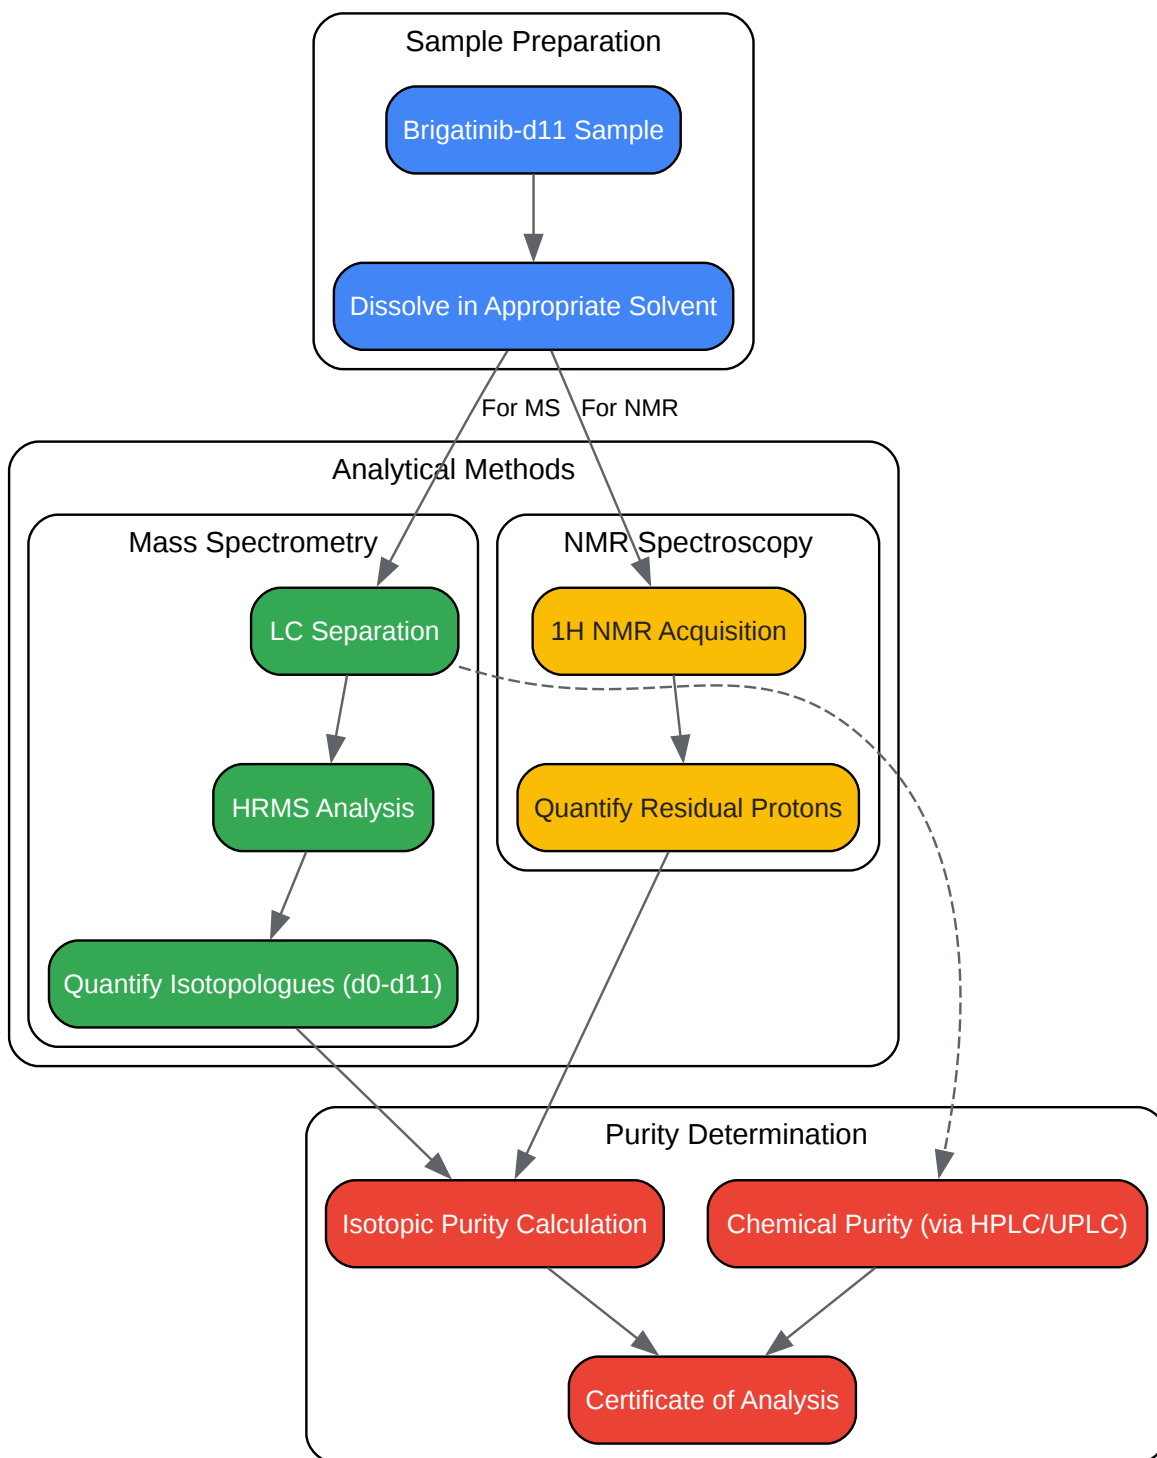 Sample Preparation
Brigatinib-d11 Sample
Dissolve in Appropriate Solvent
For MS
For NMR
Analytical Methods
Mass Spectrometry
NMR Spectroscopy
LC Separation
1H NMR Acquisition
HRMS Analysis
Quantify Residual Protons
Quantify Isotopologues (d0-d11)
Purity Determination
Isotopic Purity Calculation
Chemical Purity (via HPLC/UPLC)
Certificate of Analysis